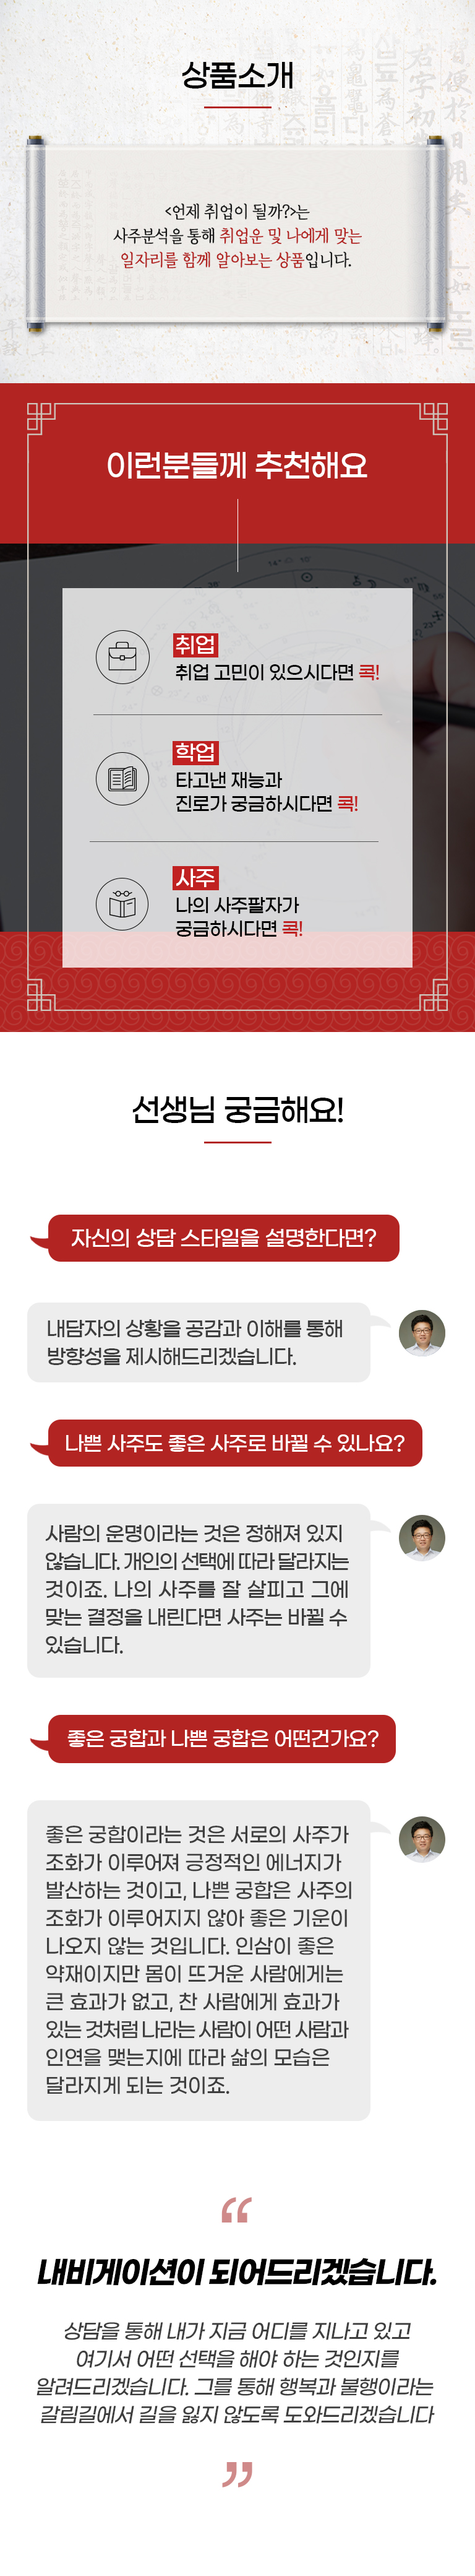 상품소개
<언제 취업이 될까?>는
사주분석을 통해 취업운 및 나에게 맞는
일자리를 함께 알아보는 상품입니다.
이런분들께 추천해요
취업
취업 고민이 있으시다면 콕!
학업
타고낸 재능과
진로가 궁금하시다면 콕!
사주
나의 사주팔자가
궁금하시다면 콕!
선생님 궁금해요!
자신의 상담 스타일을 설명한다면?
내담자의 상황을 공감과 이해를 통해
방향성을 제시해드리겠습니다.
나쁜 사주도 좋은 사주로 바뀔 수 있나요?
사람의 운명이라는 것은 정해져 있지
않습니다. 개인의 선택에 따라 달라지는
것이죠. 나의 사주를 잘 살피고 그에
맞는 결정을 내린다면 사주는 바뀔 수
있습니다.
좋은 궁합과 나쁜 궁합은 어떤건가요?
좋은 궁합이라는 것은 서로의 사주가
조화가 이루어져 긍정적인 에너지가
발산하는 것이고, 나쁜 궁합은 사주의
조화가 이루어지지 않아 좋은 기운이
나오지 않는 것입니다. 인삼이 좋은
약재이지만 몸이 뜨거운 사람에게는
큰 효과가 없고, 찬 사람에게 효과가
있는 것처럼 나라는 사람이 어떤 사람과
인연을 맺는지에 따라 삶의 모습은
달라지게 되는 것이죠.
“
내비게이션이 되어드리겠습니다.
상담을 통해 내가 지금 어디를 지나고 있고
여기서 어떤 선택을 해야 하는 것인지를
알려드리겠습니다. 그를 통해 행복과 불행이라는
갈림길에서 길을 잃지 않도록 도와드리겠습니다
”